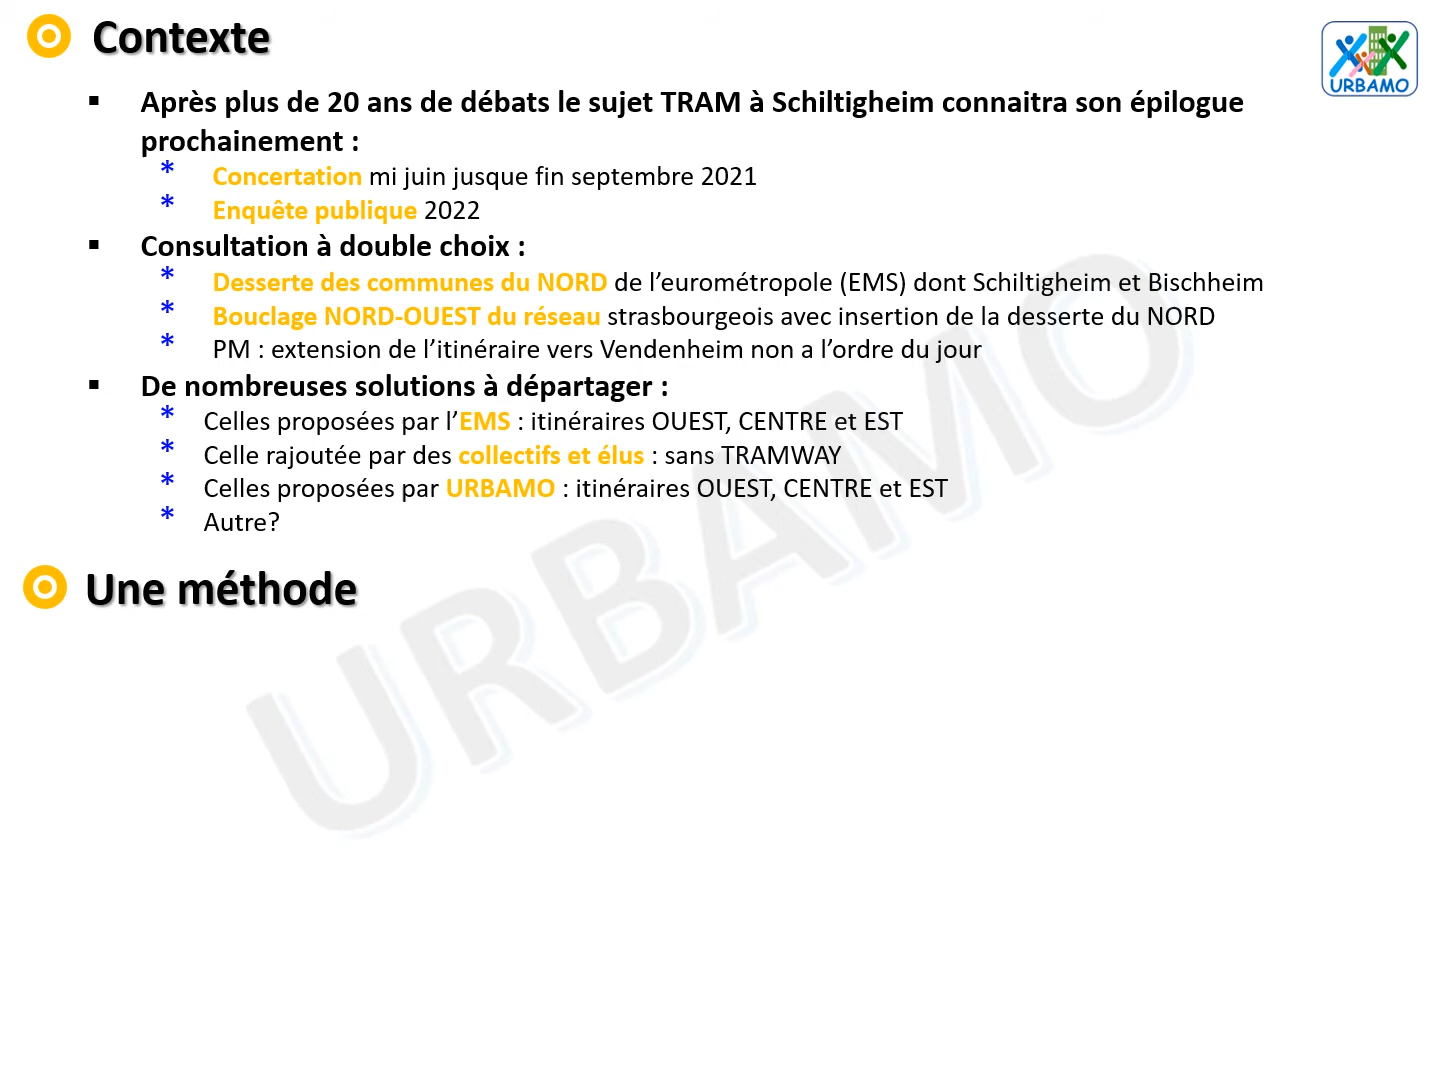 Contexte
URBAMO
Après plus de 20 ans de débats le sujet TRAM à Schiltigheim connaitra son épilogue
prochainement :
Concertation mi juin jusque fin septembre 2021
Enquête publique 2022
Consultation à double choix :
Desserte des communes du NORD de l’eurométropole (EMS) dont Schiltigheim et Bischheim
Bouclage NORD-OUEST du réseau strasbourgeois avec insertion de la desserte du NORD
PM : extension de l’itinéraire vers Vendenheim non a l’ordre du jour
De nombreuses solutions à départager :
Celles proposées par l’EMS : itinéraires OUEST, CENTRE et EST
Celle rajoutée par des collectifs et élus : sans TRAMWAY
Celles proposées par URBAMO : itinéraires OUEST, CENTRE et EST
Autre?
Une méthode
URBAMO